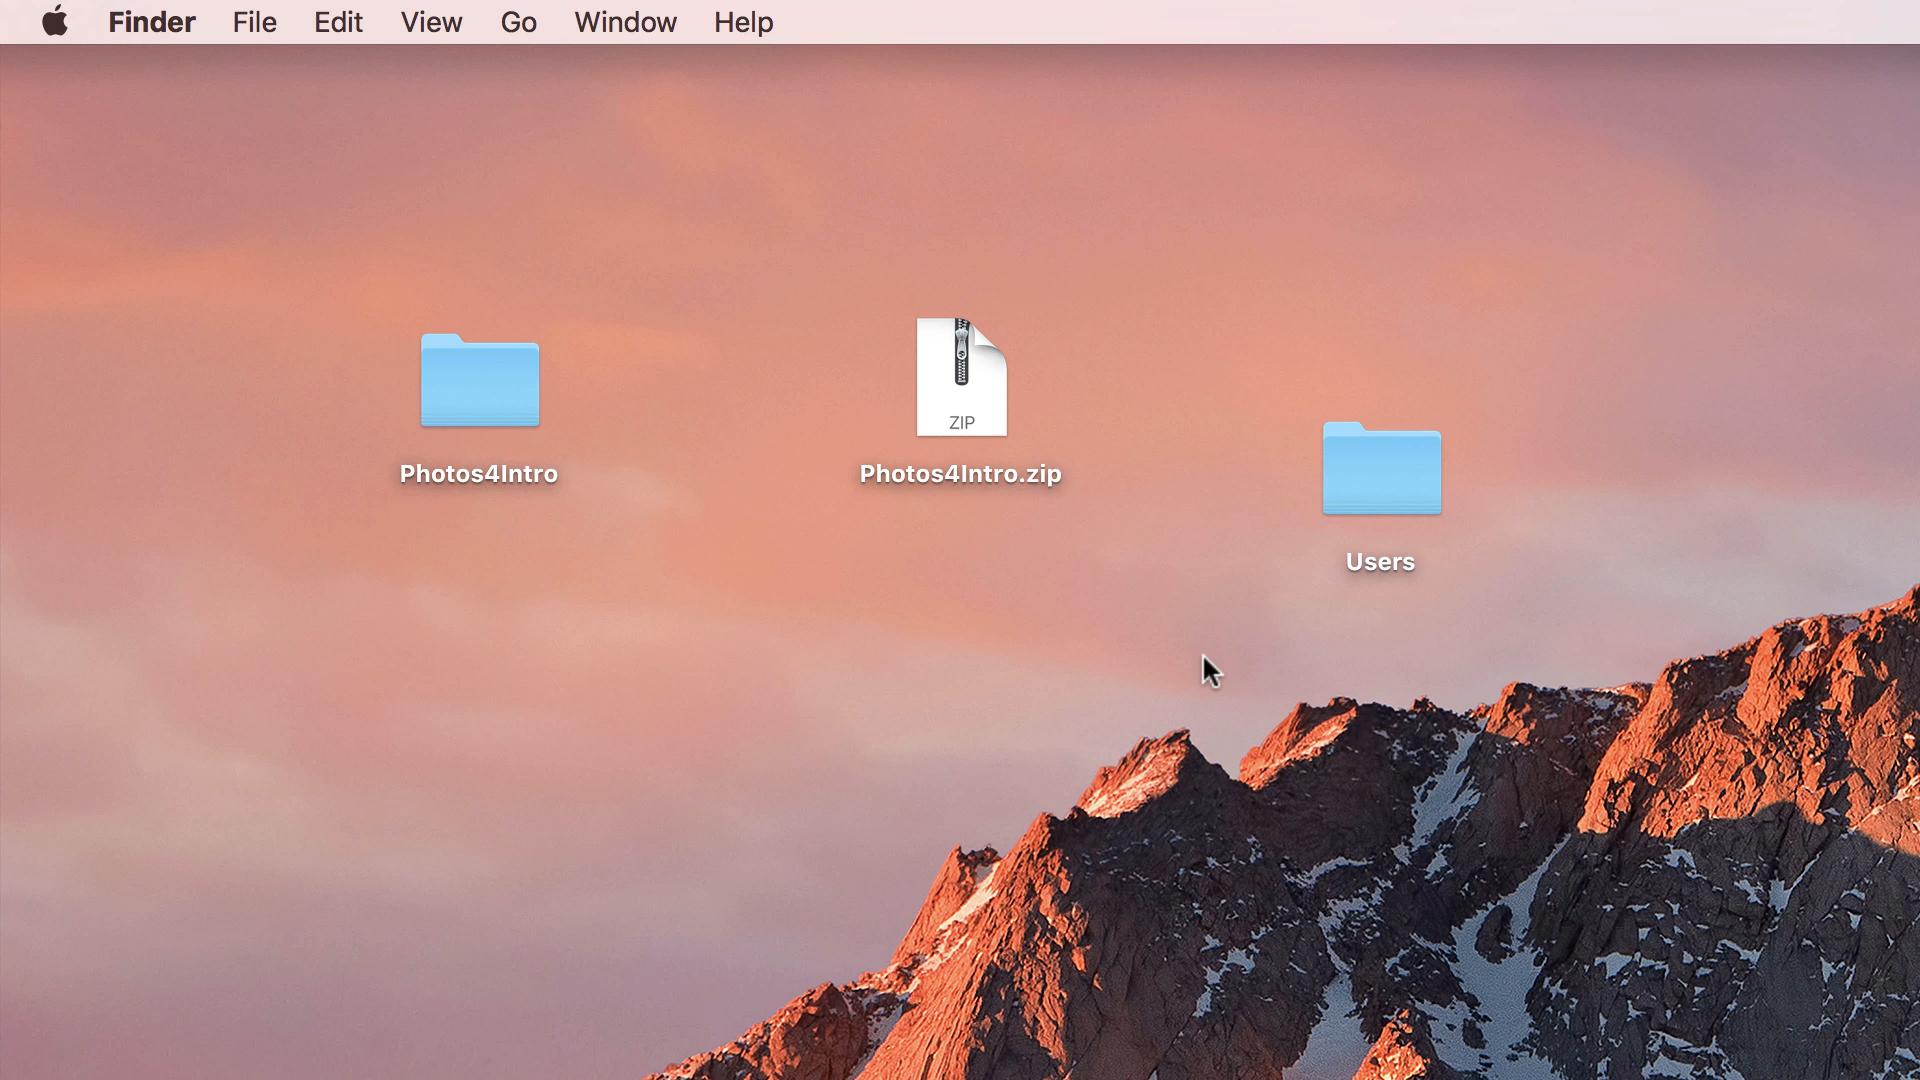 Finder File Edit View Go Window Help
ZIP
Photos4Intro
Photos4Intro.zip
Users